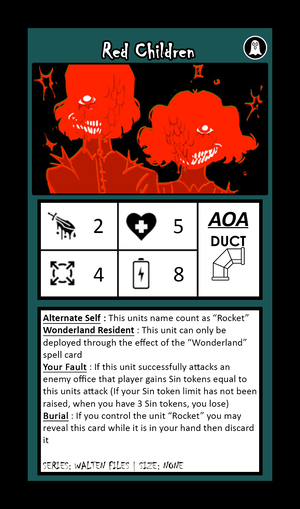 Red Children
2
5
AOA
DUCT
4
8
Alternate Self : This units name count as “Rocket”
Wonderland Resident : This unit can only be
deployed through the effect of the “Wonderland”
spell card
Your Fault : If this unit successfully attacks an
enemy office that player gains Sin tokens equal to
this units attack (If your Sin token limit has not been
raised, when you have 3 Sin tokens, you lose)
Burial : If you control the unit “Rocket” you may
reveal this card while it is in your hand then discard
it
SERIES: WALTEN FILES | SIZE: NONE